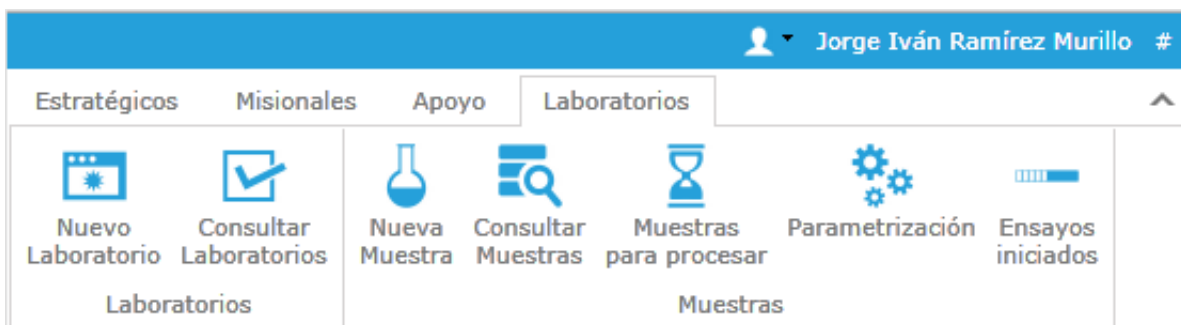 Jorge Iván Ramírez Murillo #
Estratégicos Misionales Apoyo Laboratorios
Nuevo Laboratorio
Consultar Laboratorios
Nueva Muestra
Consultar Muestras
Muestras para procesar
Parametrización
Ensayos iniciados
Laboratorios
Muestras